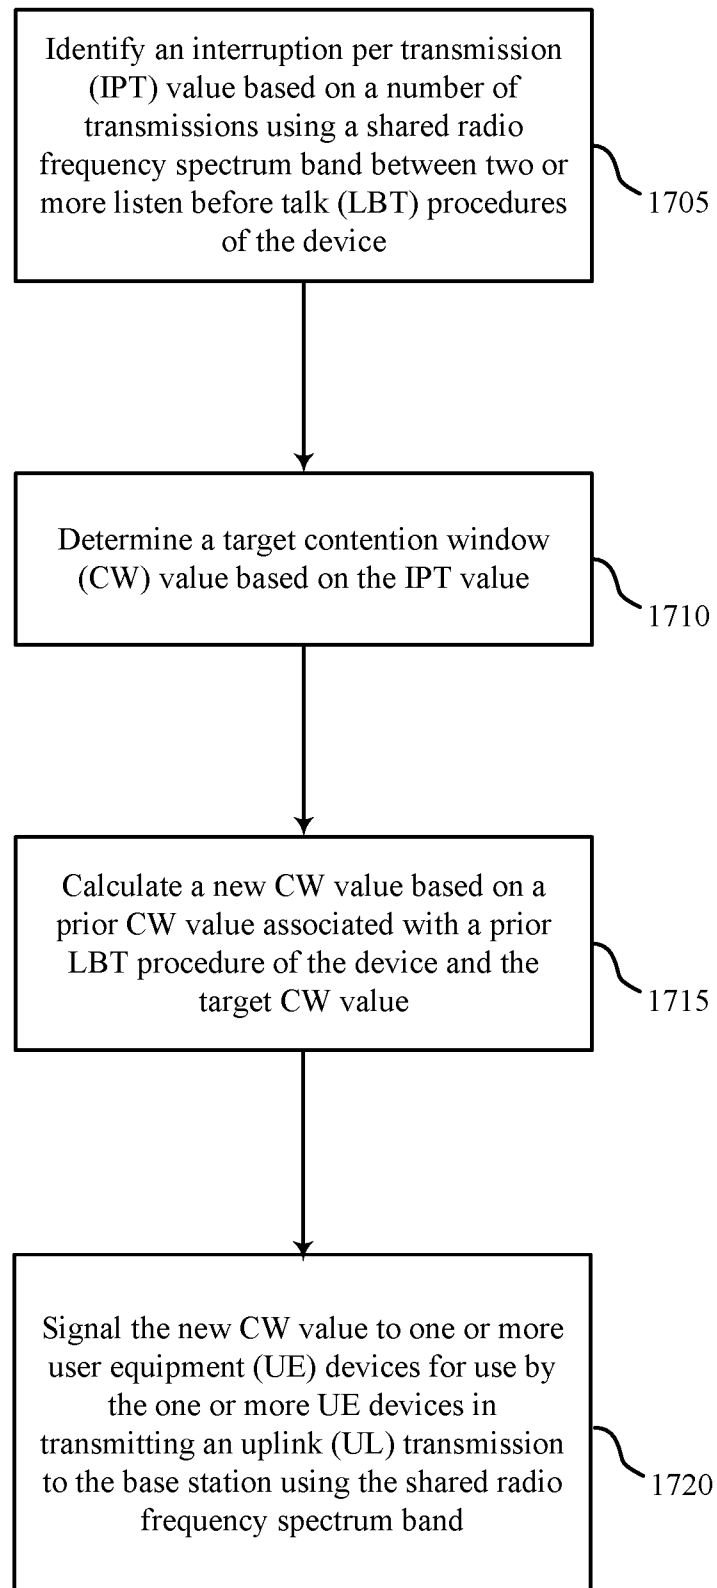 Identify an interruption per transmission
(IPT) value based on a number of
transmissions using a shared radio
frequency spectrum band between two or
more listen before talk (LBT) procedures
of the device
1705
Determine a target contention window
(CW) value based on the IPT value
1710
Calculate a new CW value based on a
prior CW value associated with a prior
LBT procedure of the device and the
target CW value
1715
Signal the new CW value to one or more
user equipment (UE) devices for use by
the one or more UE devices in
transmitting an uplink (UL) transmission
to the base station using the shared radio
frequency spectrum band
1720